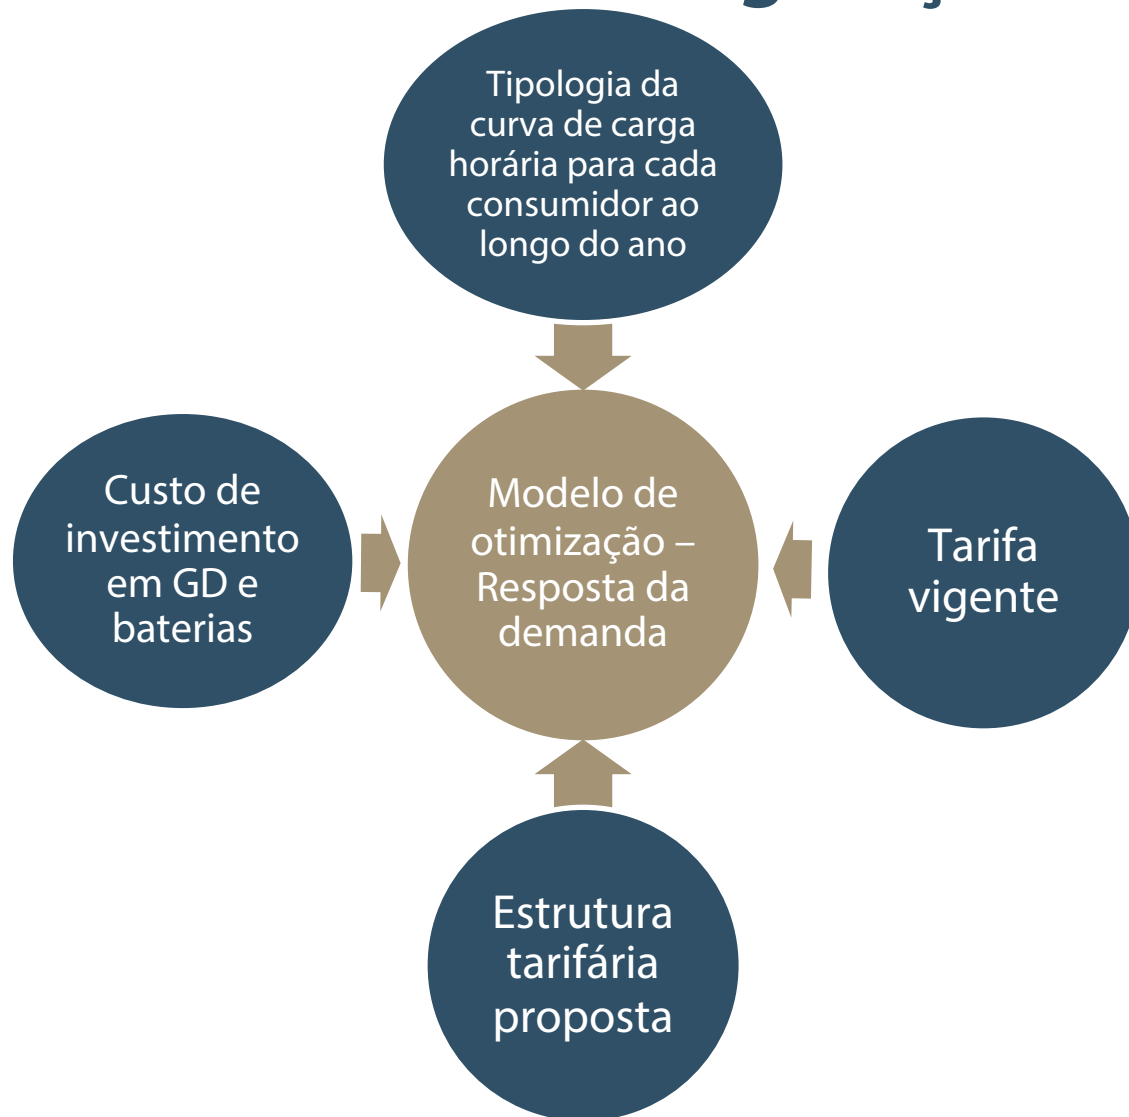 Tipologia da
curva de carga
horária para cada
consumidor ao
longo do ano
Custo de
investimento
em GD e
baterias
Modelo de
otimização –
Resposta da
demanda
Tarifa
vigente
Estrutura
tarifária
proposta